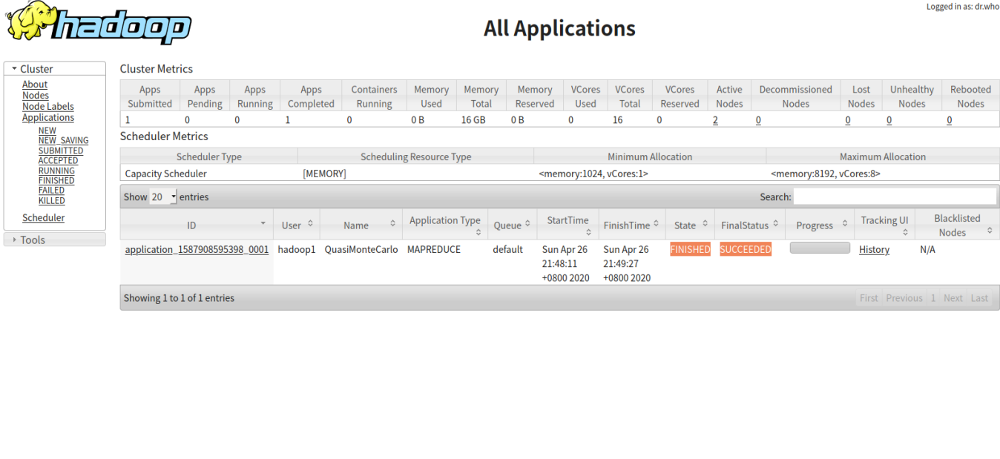 Logged in as: dr.who
hadoop
All Applications
Cluster
About
Nodes
Node Labels
Applications
NEW
NEW_SAVING
SUBMITTED
ACCEPTED
RUNNING
FINISHED
FAILED
KILLED
Scheduler
Tools
Cluster Metrics
Apps Submitted Apps Pending Apps Running Apps Completed Containers Running Memory Used Memory Total Memory Reserved VCores Used VCores Total VCores Reserved Active Nodes Decommissioned Nodes Lost Nodes Unhealthy Nodes Rebooted Nodes
1 0 0 1 0 0 B 16 GB 0 B 0 16 0 2 0 0 0 0
Scheduler Metrics
Scheduler Type Scheduling Resource Type Minimum Allocation Maximum Allocation
Capacity Scheduler [MEMORY] <memory:1024, vCores:1> <memory:8192, vCores:8>
Show 20 entries Search:
ID User Name Application Type Queue StartTime FinishTime State FinalStatus Progress Tracking UI Blacklisted Nodes
application_1587908595398_0001 hadoop1 QuasiMonteCarlo MAPREDUCE default Sun Apr 26 21:48:11 +0800 2020 Sun Apr 26 21:49:27 +0800 2020 FINISHED SUCCEEDED History N/A
Showing 1 to 1 of 1 entries First Previous 1 Next Last